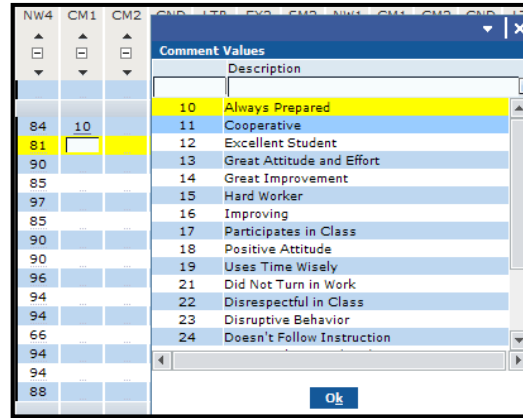 NW4 CM1 CM2
Comment Values
Description
10 Always Prepared
11 Cooperative
12 Excellent Student
13 Great Attitude and Effort
14 Great Improvement
15 Hard Worker
16 Improving
17 Participates in Class
18 Positive Attitude
19 Uses Time Wisely
21 Did Not Turn in Work
22 Disrespectful in Class
23 Disruptive Behavior
24 Doesn't Follow Instruction
84 10
81
90
85
97
85
90
90
96
94
94
66
94
94
88
Ok